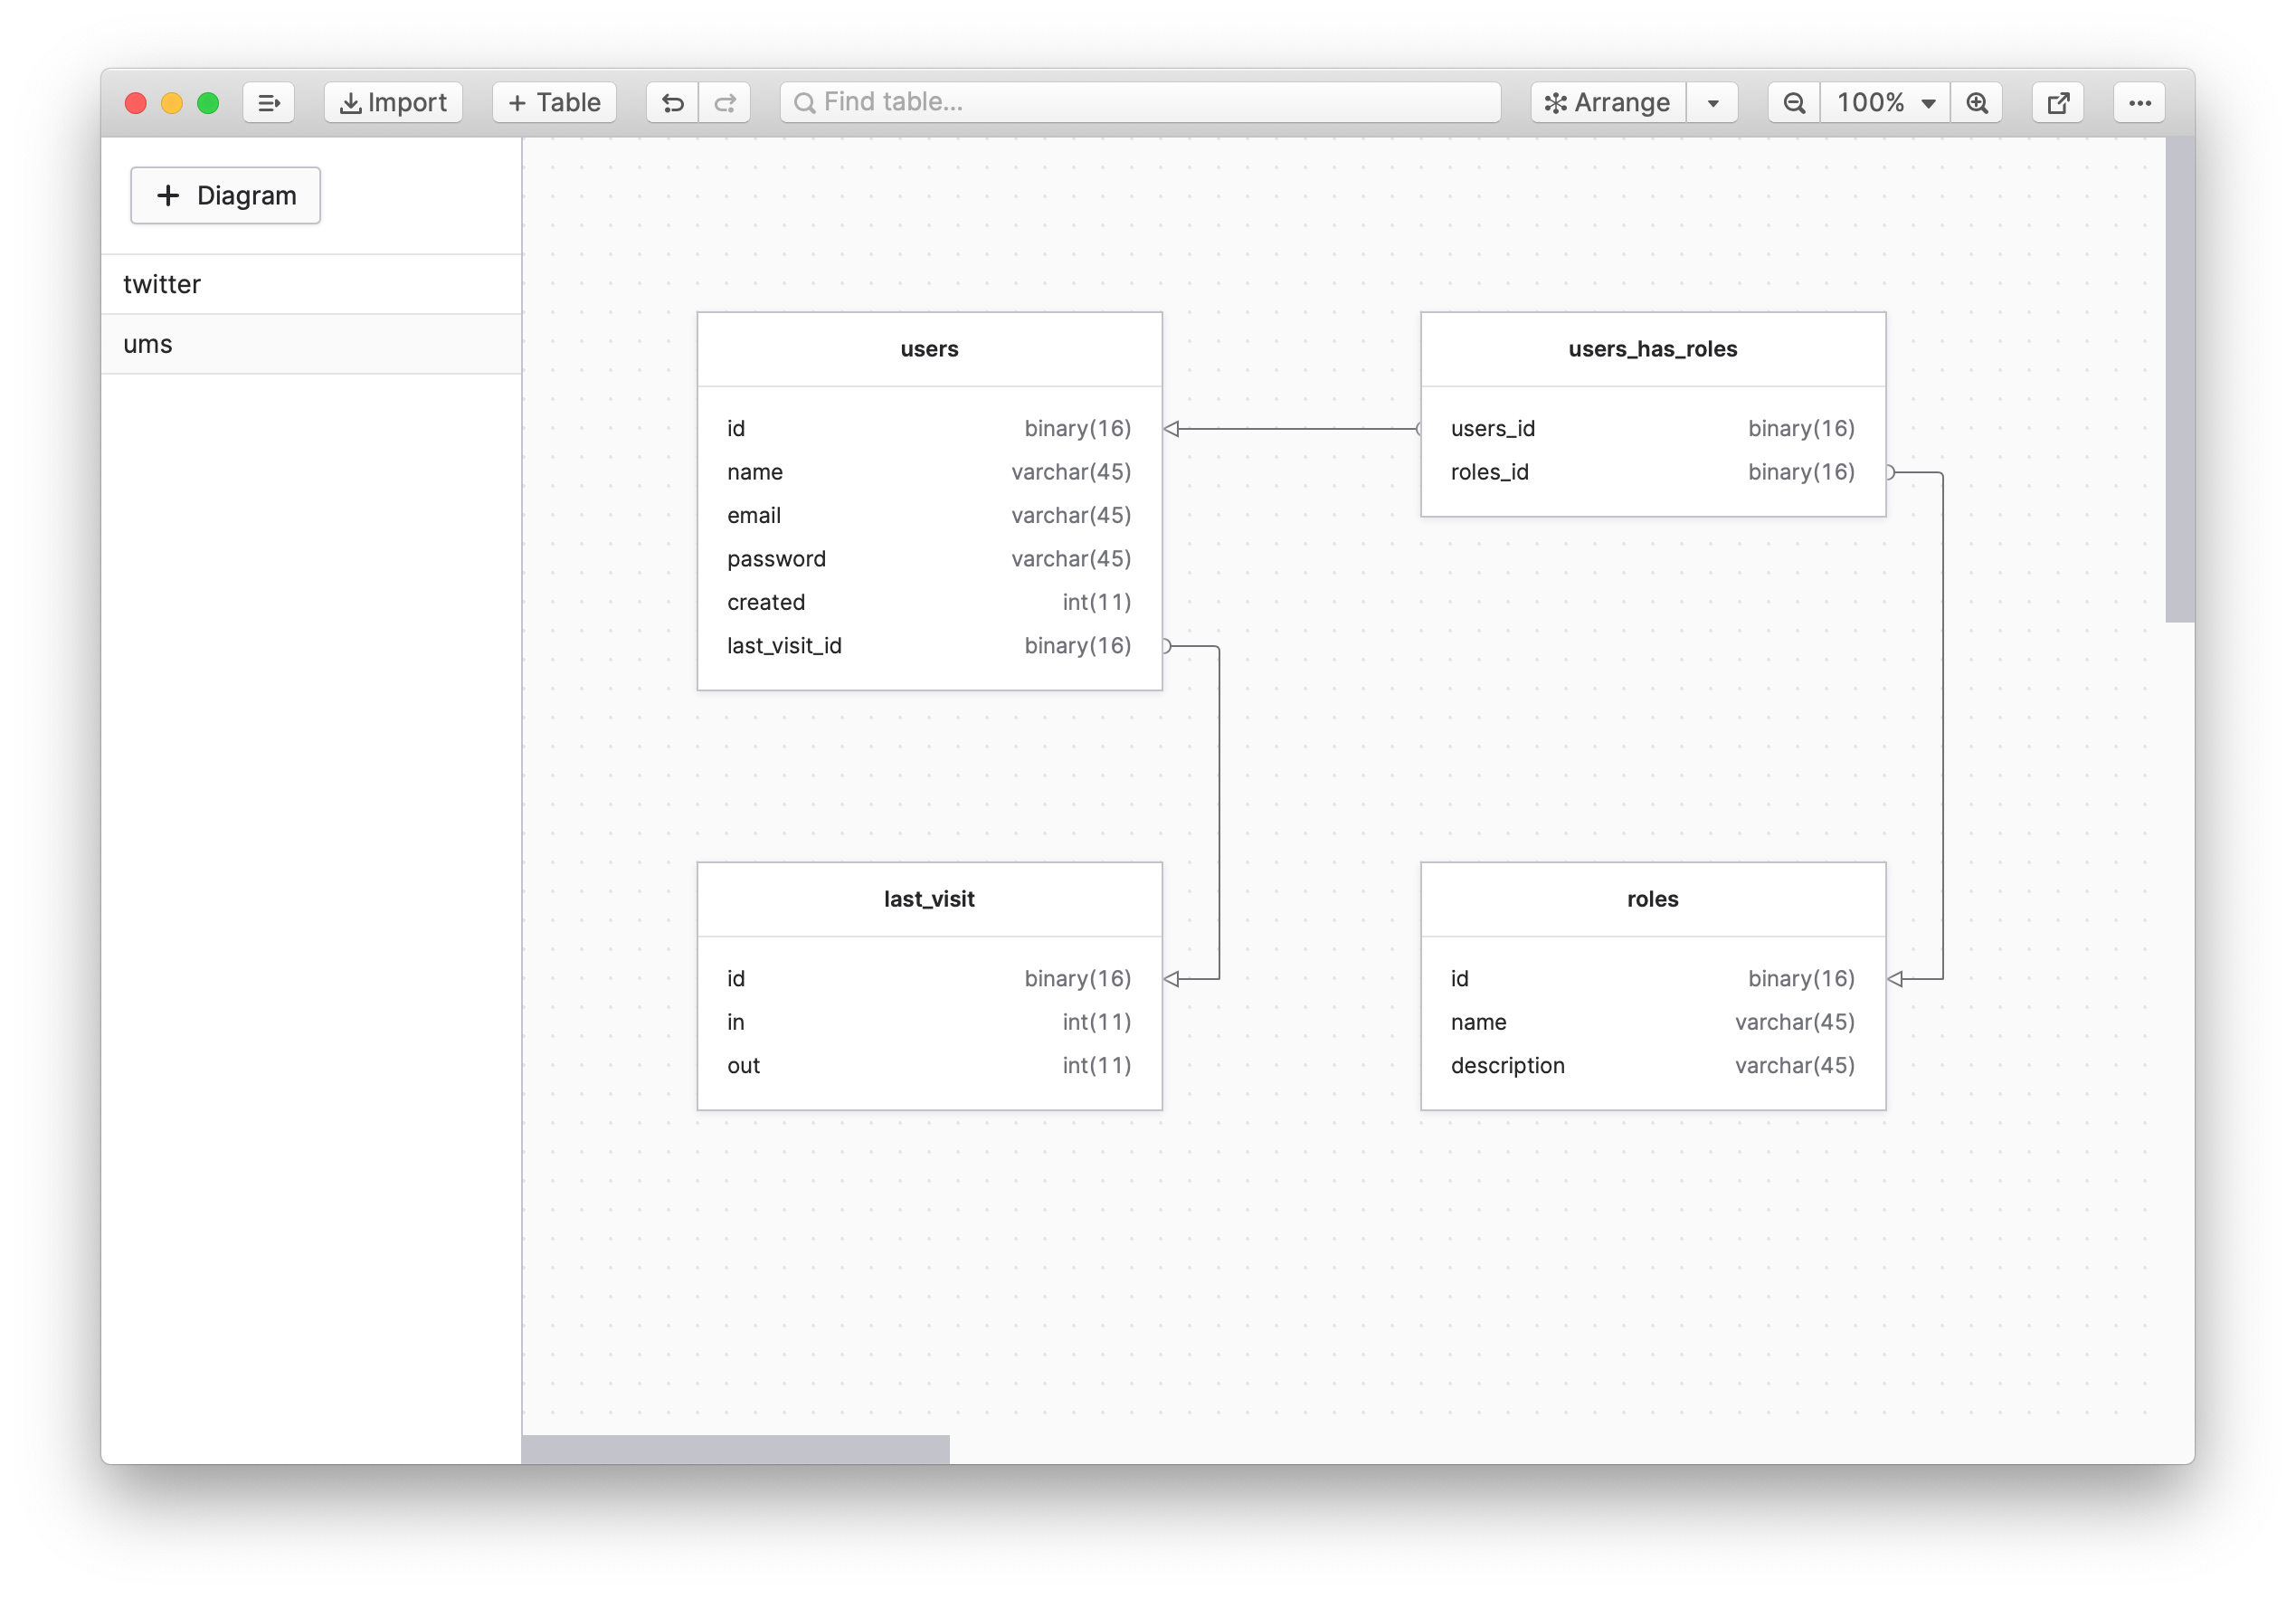 Import
+ Table
Find table...
Arrange
100%
+ Diagram
twitter
ums
users
id binary(16)
name varchar(45)
email varchar(45)
password varchar(45)
created int(11)
last_visit_id binary(16)
users_has_roles
users_id binary(16)
roles_id binary(16)
last_visit
id binary(16)
in int(11)
out int(11)
roles
id binary(16)
name varchar(45)
description varchar(45)